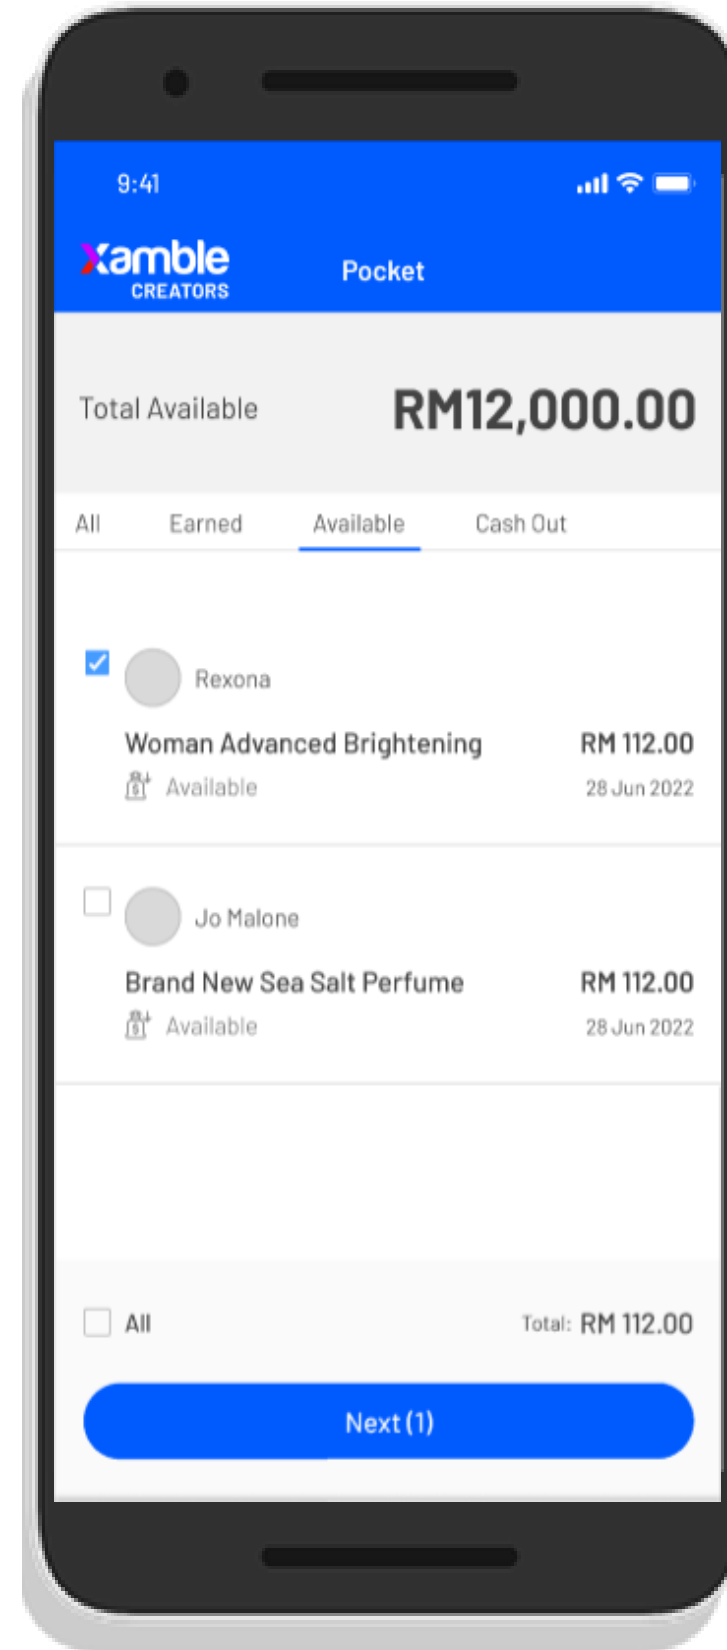 9:41
xamble
CREATORS
Pocket
Total Available RM12,000.00
All Earned Available Cash Out
Rexona
Woman Advanced Brightening RM 112.00
Available 28 Jun 2022
Jo Malone
Brand New Sea Salt Perfume RM 112.00
Available 28 Jun 2022
All Total: RM 112.00
Next (1)